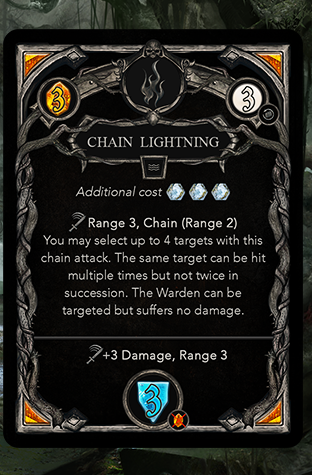 3 3
CHAIN LIGHTNING
Additional cost
Range 3, Chain (Range 2)
You may select up to 4 targets with this
chain attack. The same target can be hit
multiple times but not twice in
succession. The Warden can be
targeted but suffers no damage.
+3 Damage, Range 3
3